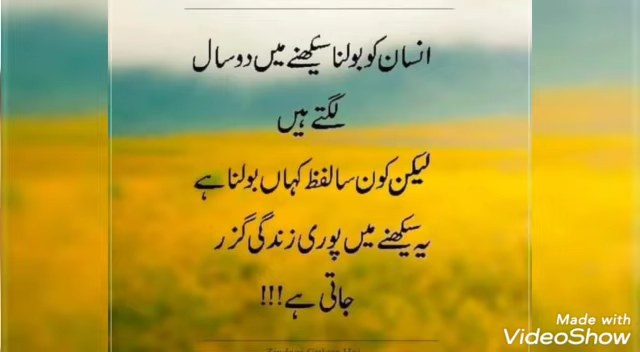 انسان کو بولنا سیکھنے میں دو سال
لگتے ہیں
لیکن کون سا لفظ کہاں بولنا ہے
یہ سیکھنے میں پوری زندگی گزر
جاتی ہے!!!
Made with
VideoShow